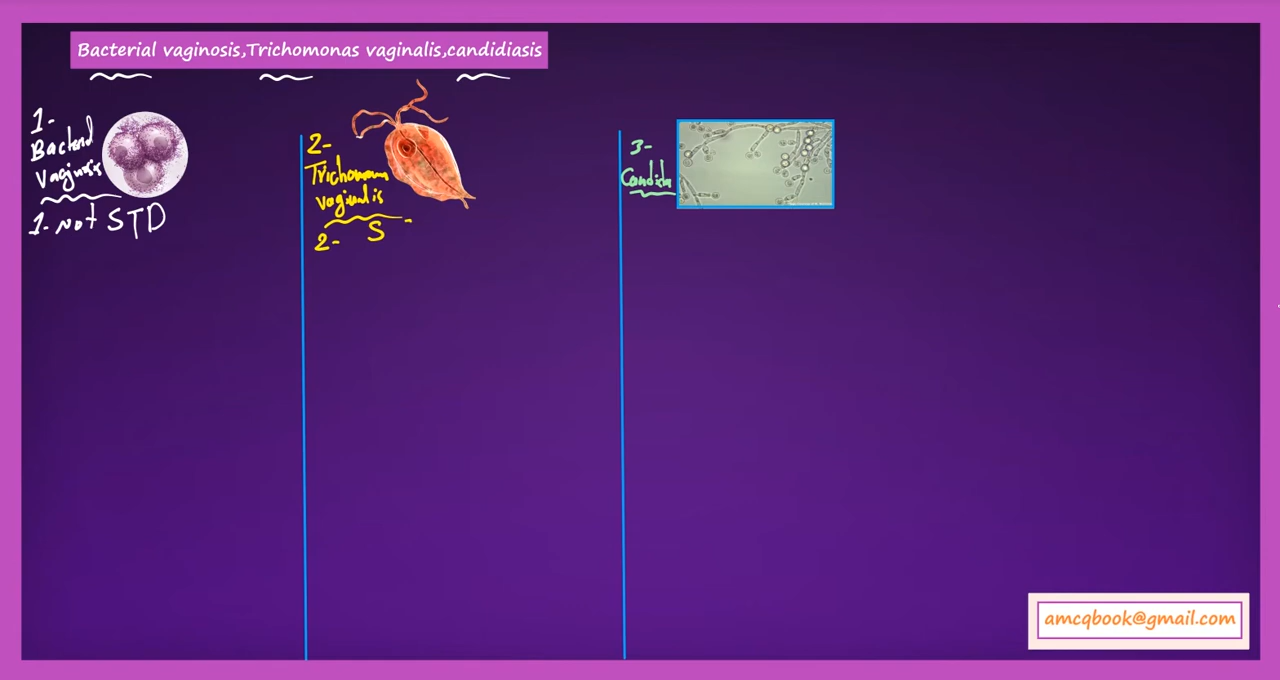 Bacterial vaginosis,Trichomonas vaginalis,candidiasis
1-
Vaginosis
1- not STD
2-
Trichomonas
vaginalis
2- S
3-
Candida
amcqbook@gmail.com